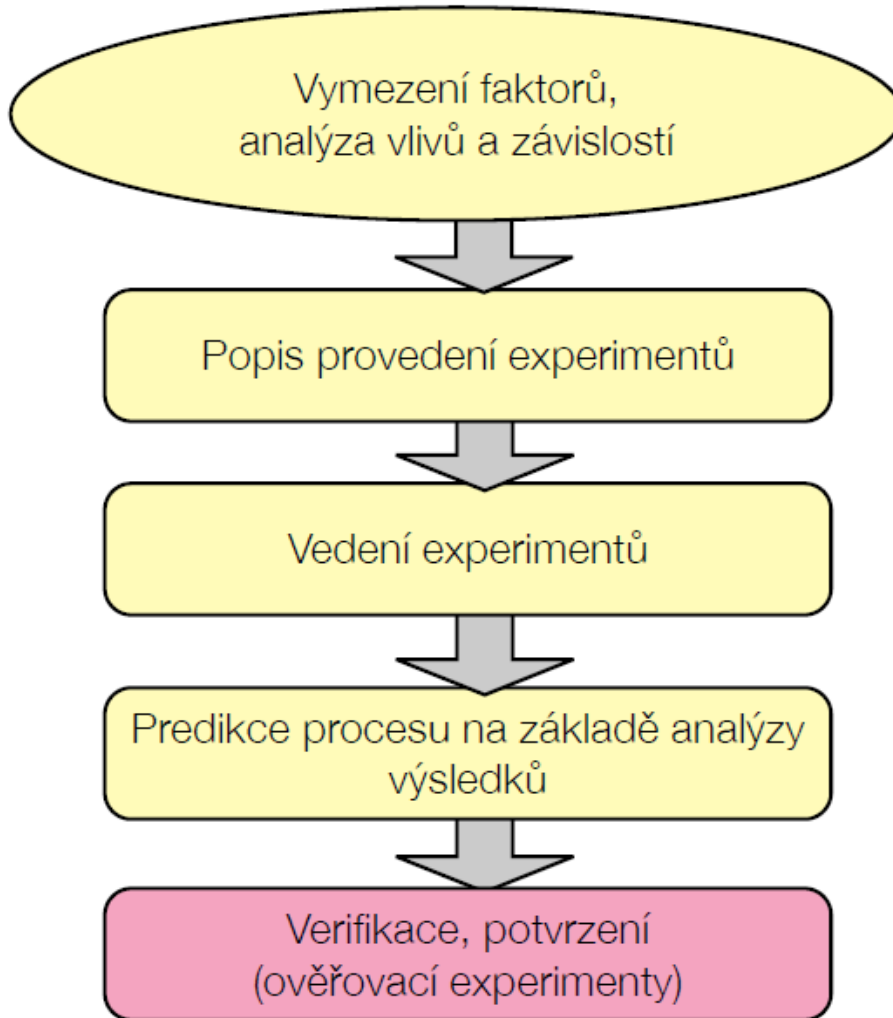 Vymezení faktorů,
analýza vlivů a závislostí
Popis provedení experimentů
Vedení experimentů
Predikce procesu na základě analýzy
výsledků
Verifikace, potvrzení
(ověřovací experimenty)